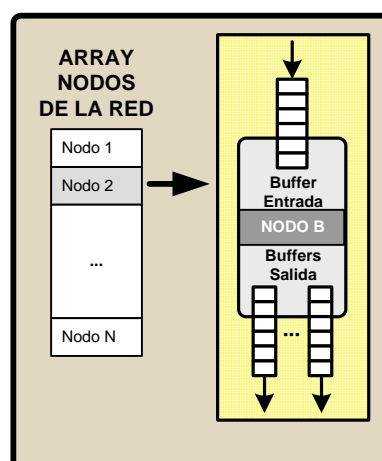 ARRAY
NODOS
DE LA RED
Nodo 1
Nodo 2
...
Nodo N
Buffer
Entrada
NODO B
Buffers
Salida
...